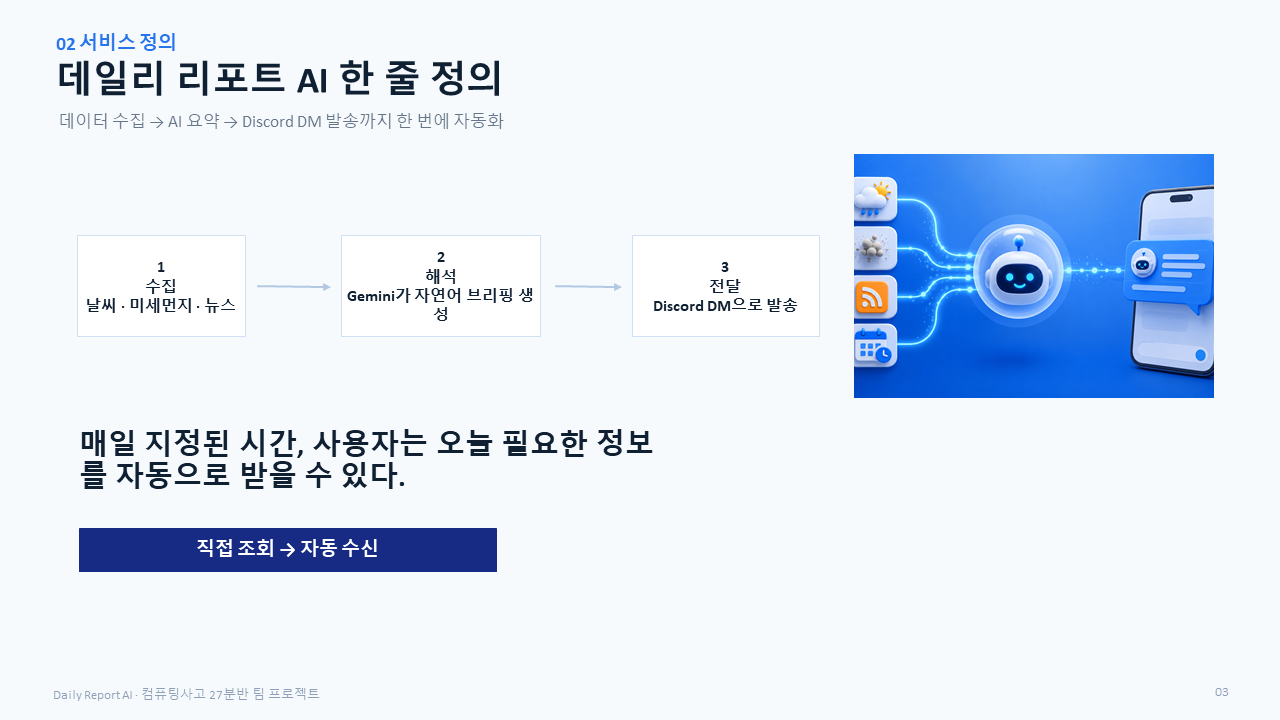 02 서비스 정의
데일리 리포트 AI 한 줄 정의
데이터 수집 → AI 요약 → Discord DM 발송까지 한 번에 자동화
1
수집
날씨 · 미세먼지 · 뉴스
2
해석
Gemini가 자연어 브리핑 생
성
3
전달
Discord DM으로 발송
매일 지정된 시간, 사용자는 오늘 필요한 정보
를 자동으로 받을 수 있다.
직접 조회 → 자동 수신
Daily Report AI · 컴퓨팅사고 27분반 팀 프로젝트
03